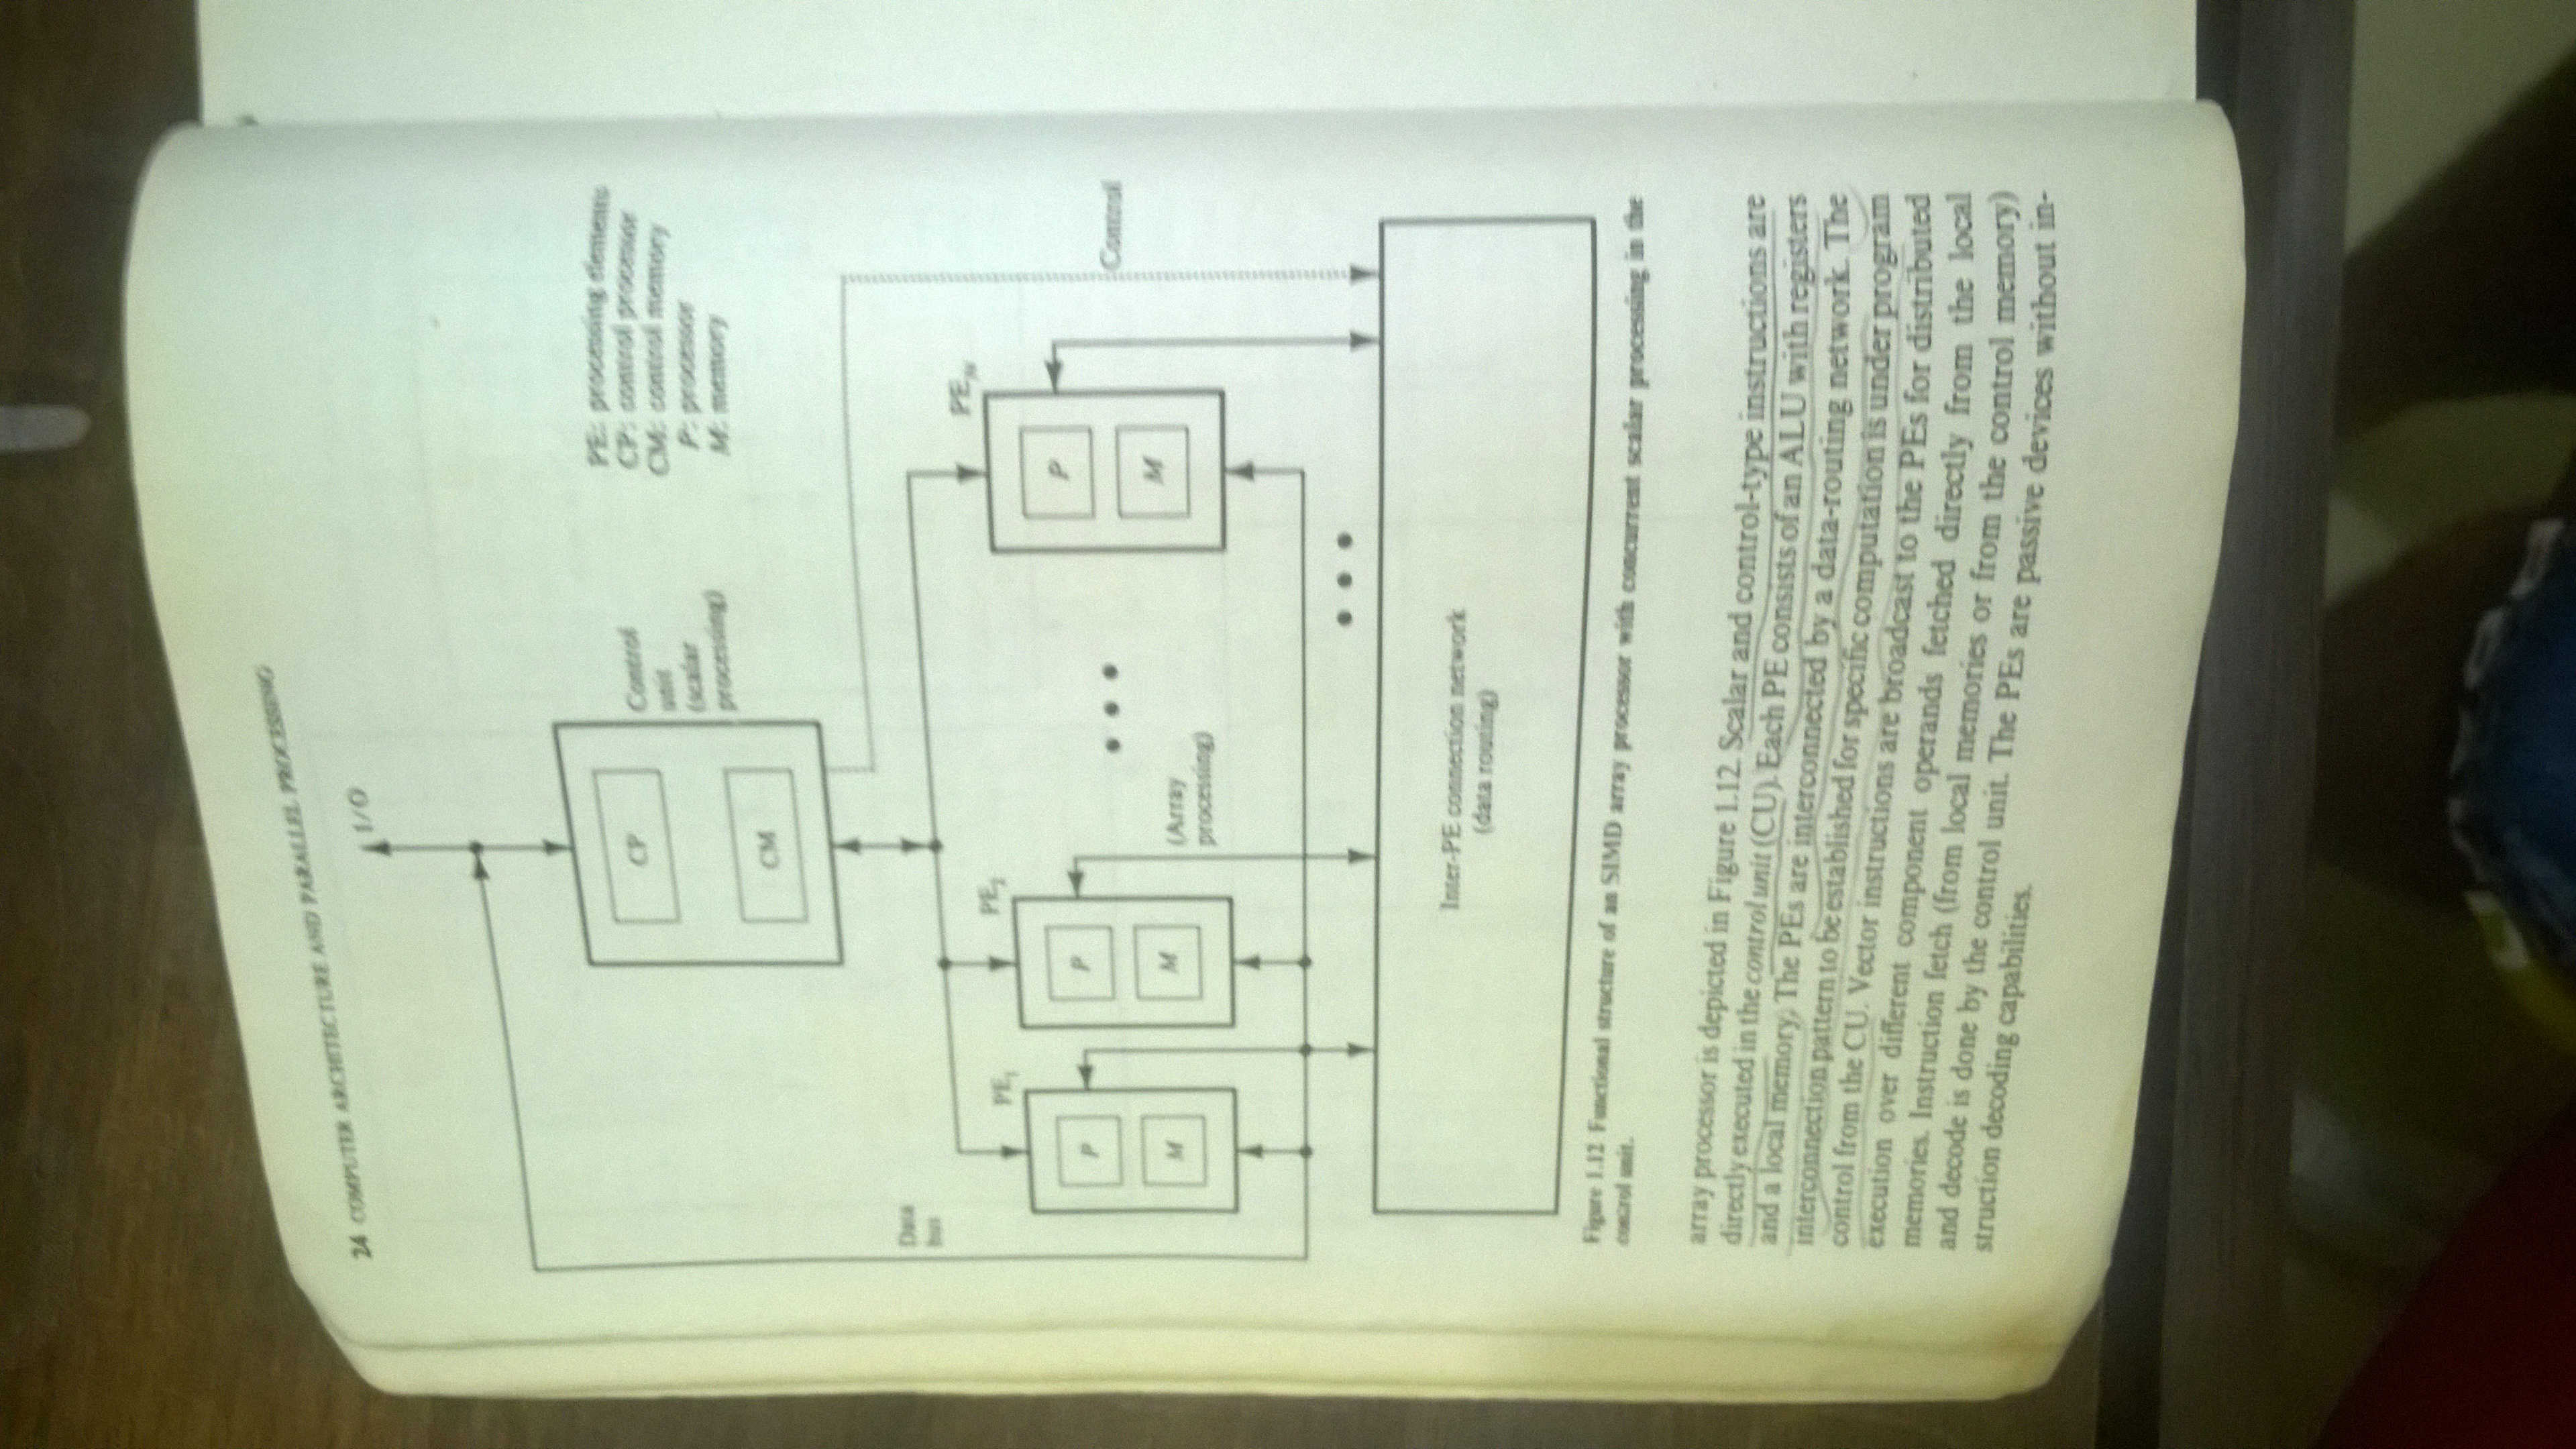 24 COMPUTER ARCHITECTURE AND PARALLEL PROCESSING
I/O
PE: processing elements
CP: control processor
CM: control memory
P: processor
M: memory
CP
CM
Control
unit
(scalar
processing)
Data
bus
PE1
P
M
PE2
P
M
(Array
processing)
PEN
P
M
Control
Inter-PE connection network
(data routing)
Figure 1.12 Functional structure of an SIMD array processor with concurrent scalar processing in the
control unit.
array processor is depicted in Figure 1.12. Scalar and control-type instructions are
directly executed in the control unit (CU). Each PE consists of an ALU with registers
and a local memory. The PEs are interconnected by a data-routing network. The
interconnection pattern to be established for specific computation is under program
control from the CU. Vector instructions are broadcast to the PEs for distributed
execution over different component operands fetched directly from the local
memories. Instruction fetch (from local memories or from the control memory)
and decode is done by the control unit. The PEs are passive devices without in-
struction decoding capabilities.